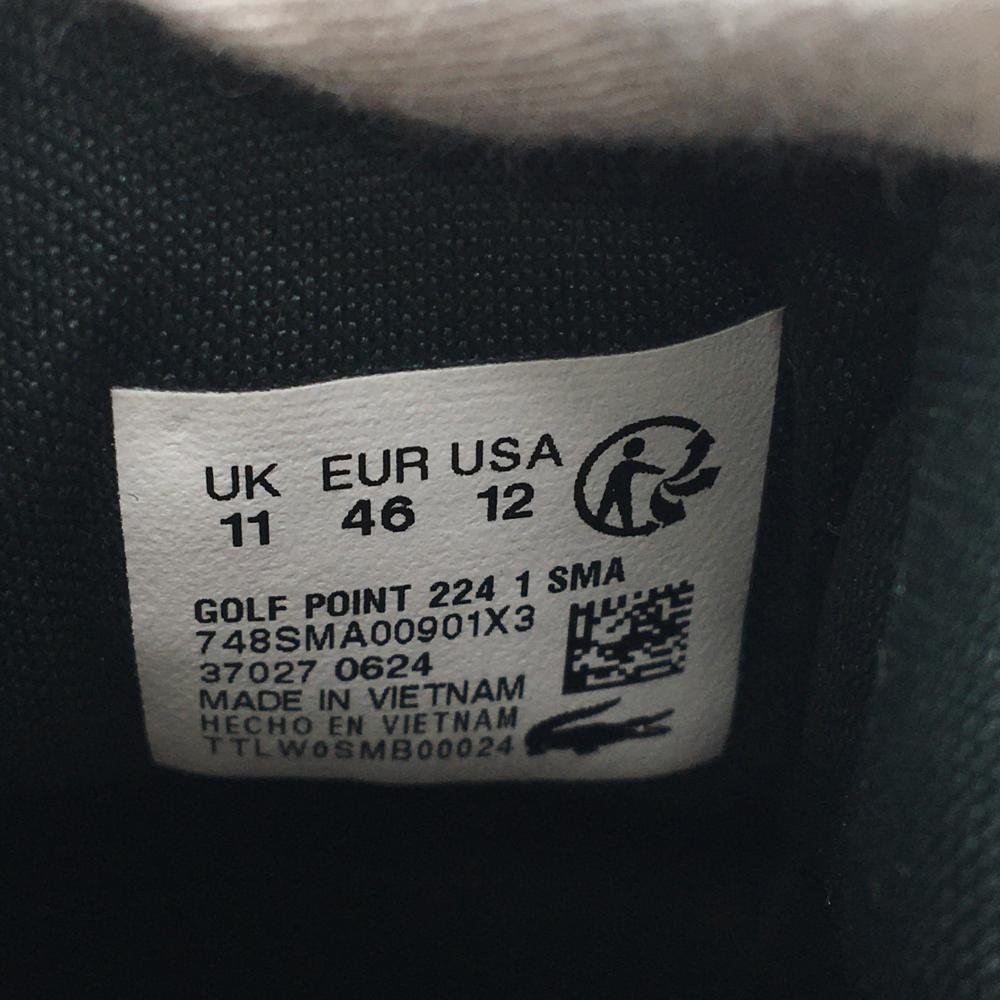 UK EUR USA
11 46 12
GOLF POINT 224 1 SMA
748SMA00901X3
37027 0624
MADE IN VIETNAM
HECHO EN VIETNAM
TTLW0SMB00024